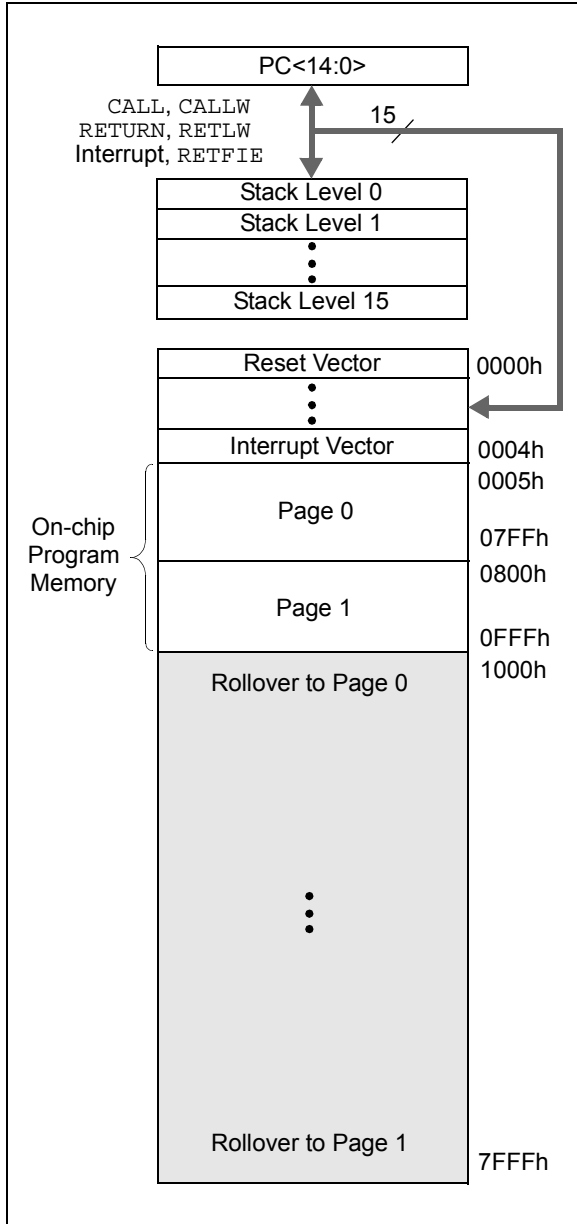 PC<14:0>
CALL, CALLW
RETURN, RETLW
Interrupt, RETFIE
15
Stack Level 0
Stack Level 1
Stack Level 15
Reset Vector
0000h
Interrupt Vector
0004h
0005h
On-chip
Program
Memory
Page 0
07FFh
0800h
Page 1
0FFFh
1000h
Rollover to Page 0
Rollover to Page 1
7FFFh